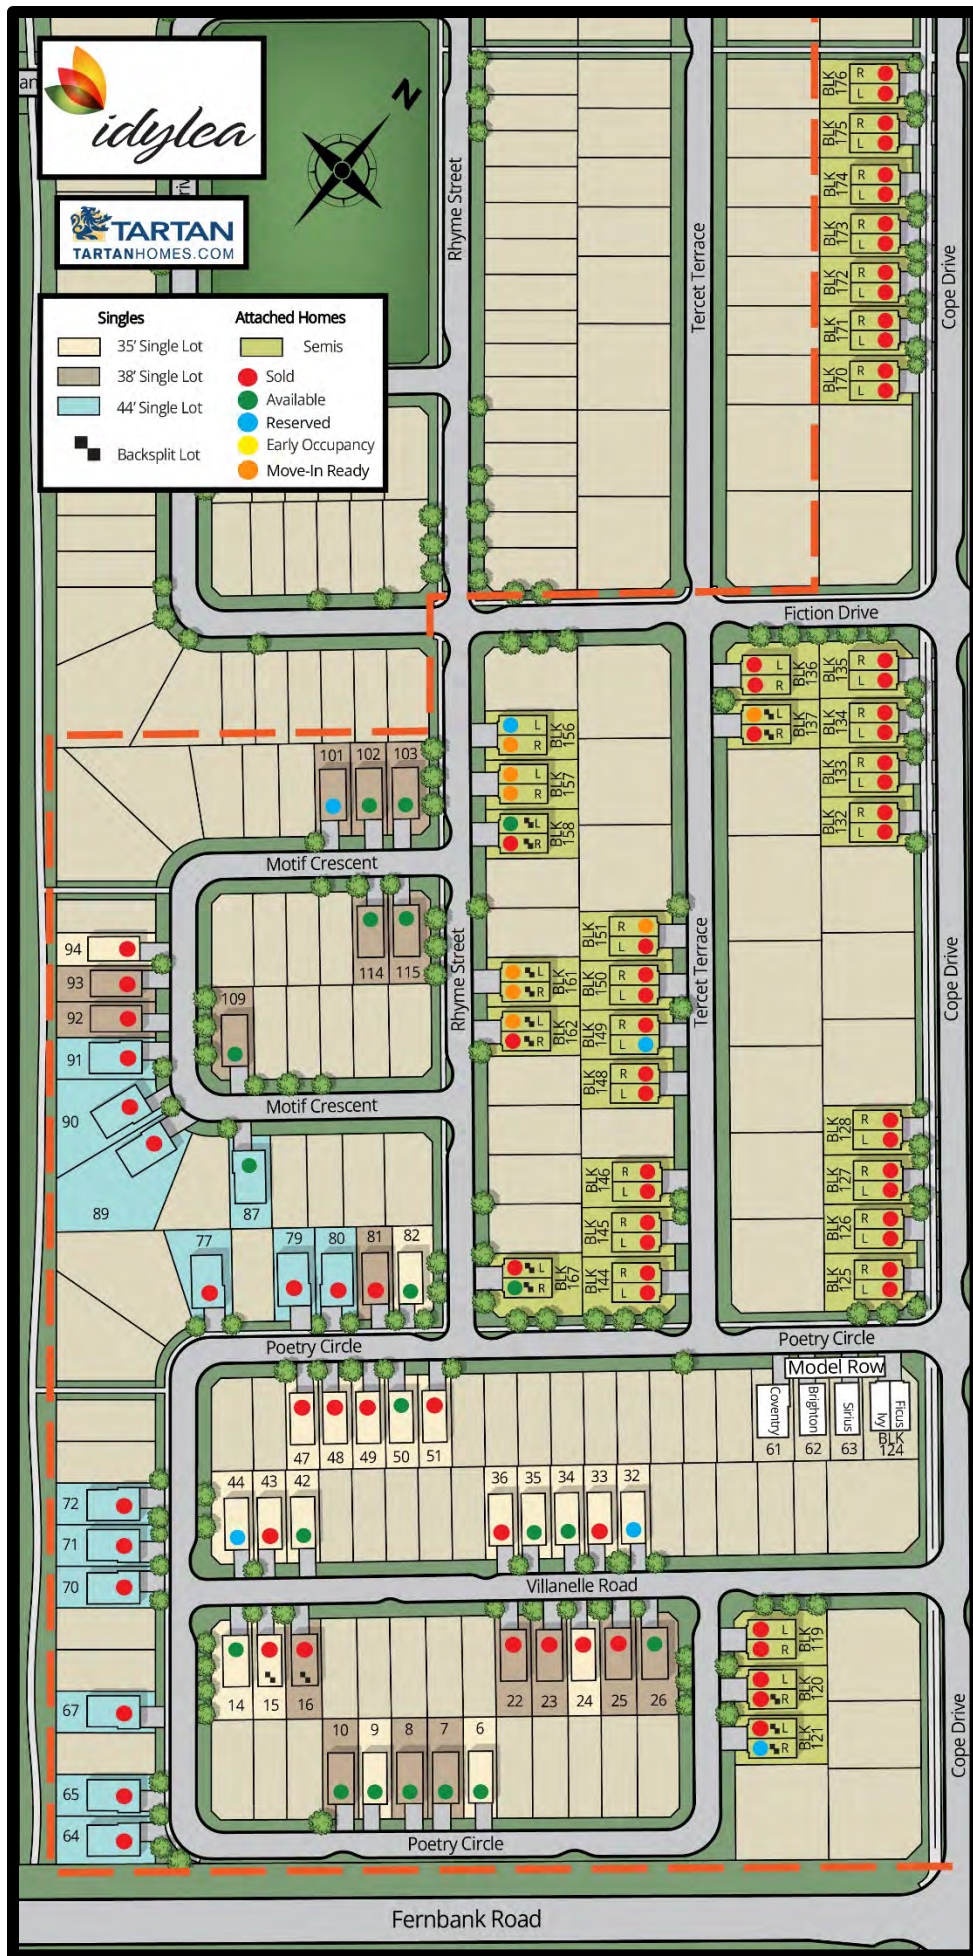 an
idylea
TARTAN
TARTANHOMES.COM
N
Rhyme Street
Tercet Terrace
Cope Drive
Singles
35' Single Lot
38' Single Lot
44' Single Lot
Backsplit Lot
Attached Homes
Semis
Sold
Available
Reserved
Early Occupancy
Move-In Ready
BLK 176 R L
BLK 175 R L
BLK 174 R L
BLK 173 R L
BLK 172 R L
BLK 171 R L
BLK 170 R L
Fiction Drive
L R BLK 136
BLK 135 R L
L R BLK 137
BLK 134 R L
BLK 133 R L
BLK 132 R L
L R BLK 156
L R BLK 157
L R BLK 158
101 102 103
Motif Crescent
114 115
109
94
93
92
91
90
89
Rhyme Street
Tercet Terrace
Cope Drive
BLK 151 R L
L R BLK 161
BLK 150 R L
L R BLK 162
BLK 149 R L
BLK 148 R L
BLK 146 R L
BLK 145 R L
L R BLK 167
BLK 144 R L
BLK 128 R L
BLK 127 R L
BLK 126 R L
BLK 125 R L
Motif Crescent
87
77 79 80 81 82
Poetry Circle
Poetry Circle
Model Row
Coventry
Brighton
Sirius
Ivy
Ficus
61 62 63 BLK 124
47 48 49 50 51
44 43 42
36 35 34 33 32
72
71
70
67
65
64
Villanelle Road
14 15 16
22 23 24 25 26
10 9 8 7 6
L R BLK 119
L R BLK 120
L R BLK 121
Cope Drive
Poetry Circle
Fernbank Road